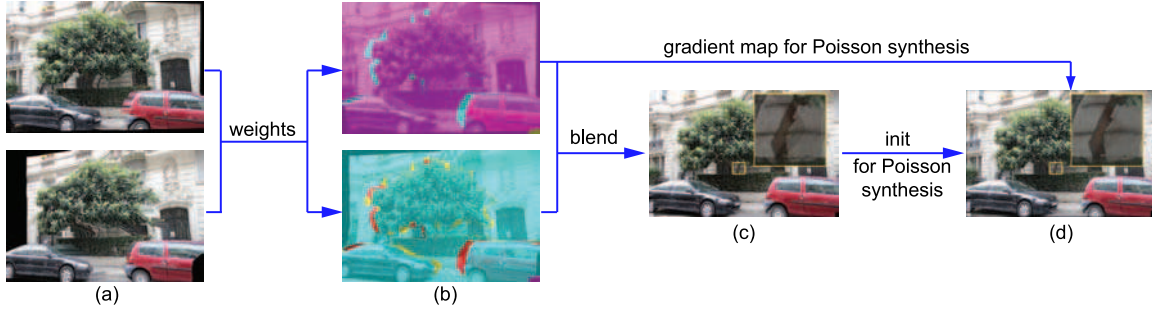 gradient map for Poisson synthesis
weights
blend
init
for Poisson
synthesis
(a)
(b)
(c)
(d)